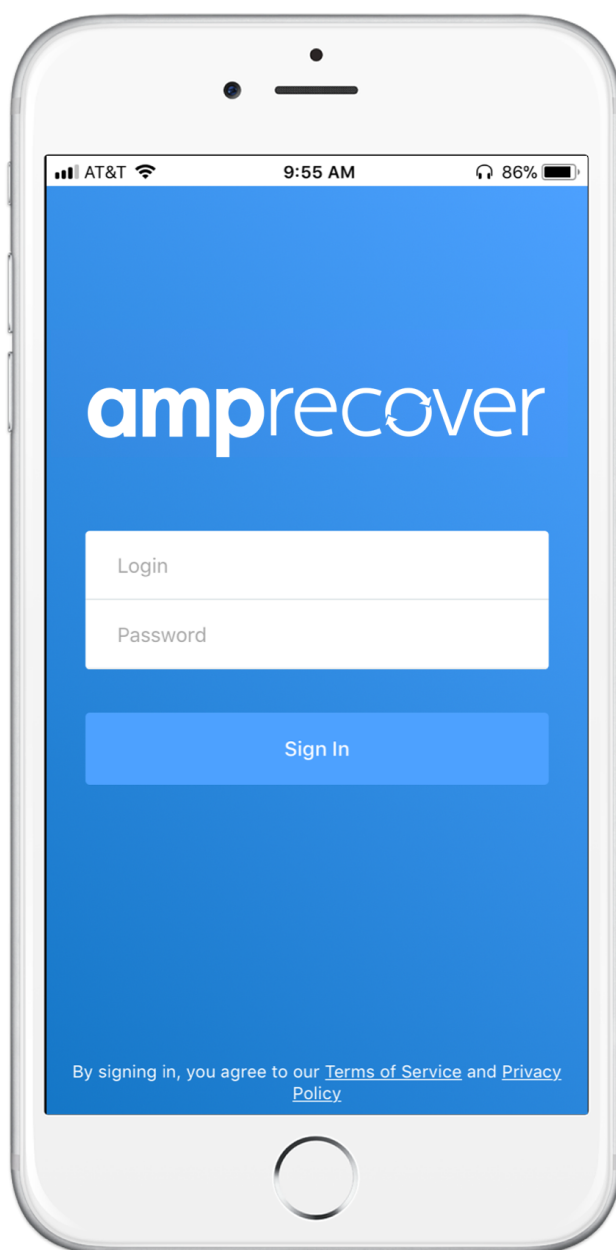 AT&T 9:55 AM 86%
amprecover
Login
Password
Sign In
By signing in, you agree to our Terms of Service and Privacy
Policy